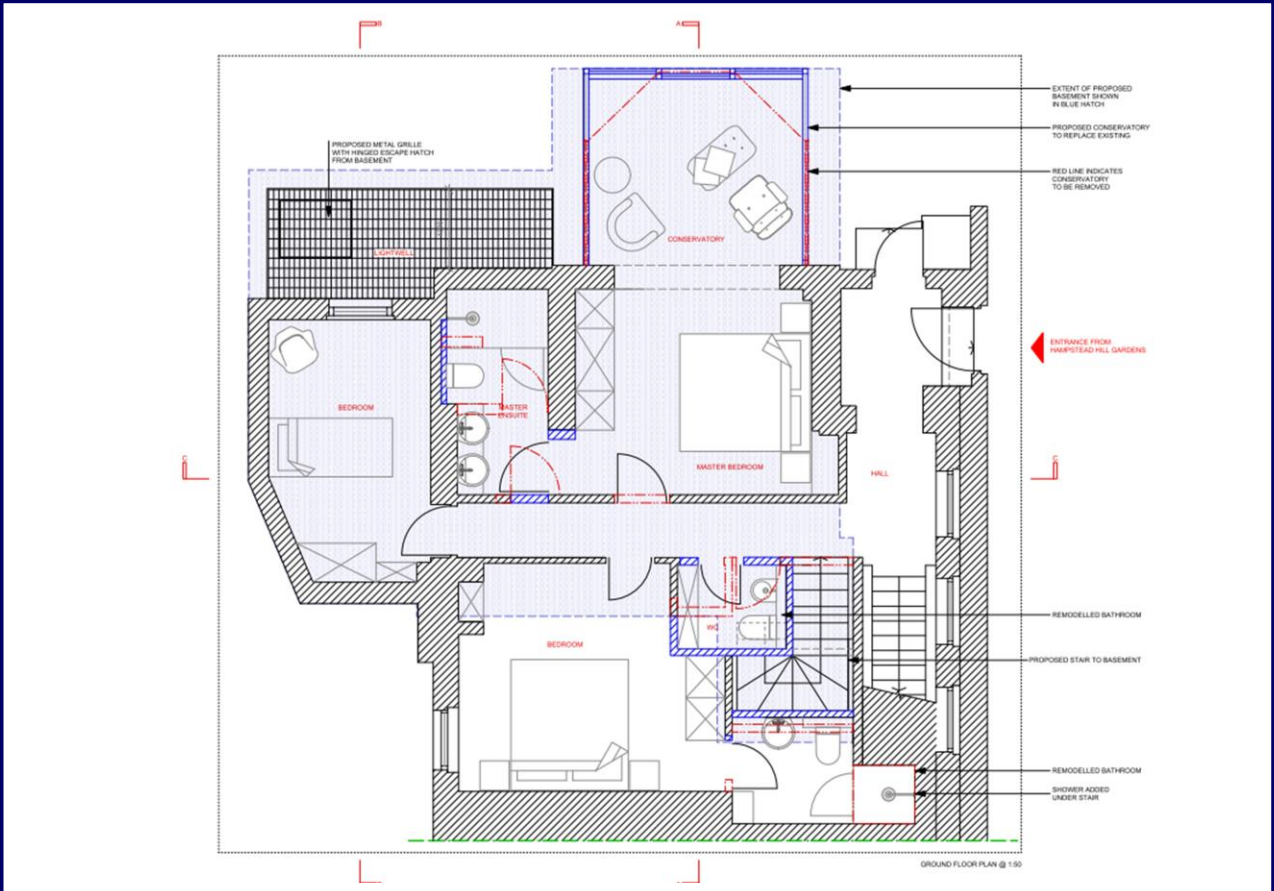 B
A
EXTENT OF PROPOSED
BASEMENT SHOWN
IN BLUE HATCH
PROPOSED CONSERVATORY
TO REPLACE EXISTING
PROPOSED METAL GRILLE
WITH HINGED ESCAPE HATCH
FROM BASEMENT
RED LINE INDICATES
CONSERVATORY
TO BE REMOVED
CONSERVATORY
LIGHTWELL
ENTRANCE FROM
HAMPSTEAD HILL GARDENS
BEDROOM
MASTER
ENSUITE
MASTER BEDROOM
HALL
C
C
REMODELLED BATHROOM
WC
BEDROOM
PROPOSED STAIR TO BASEMENT
REMODELLED BATHROOM
SHOWER ADDED
UNDER STAIR
GROUND FLOOR PLAN @ 1:50